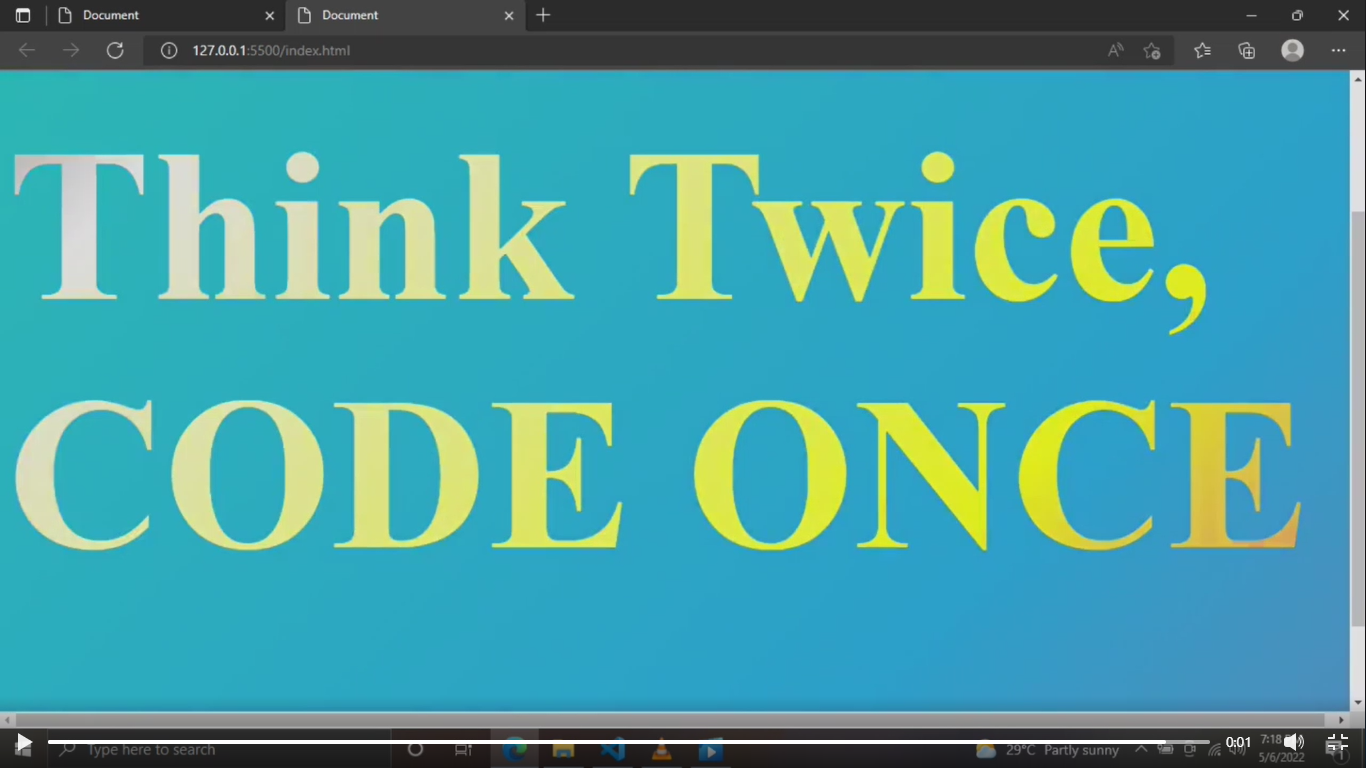 Document
Document
127.0.0.1:5500/index.html
Think Twice,
CODE ONCE
Type here to search
29°C Partly sunny
0:01
7:18
5/6/2022
1